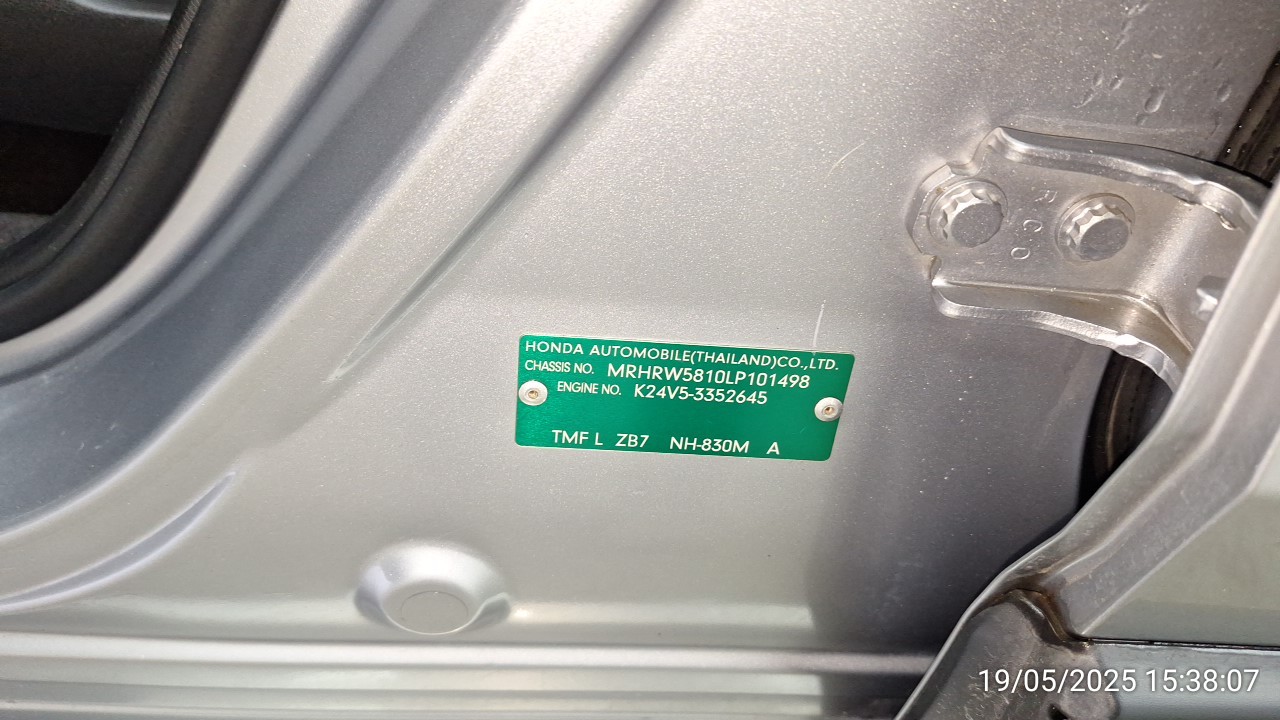 RCO
HONDA AUTOMOBILE(THAILAND)CO.,LTD.
CHASSIS NO. MRHRW5810LP101498
ENGINE NO. K24V5-3352645
TMF L ZB7 NH-830M A
19/05/2025 15:38:07